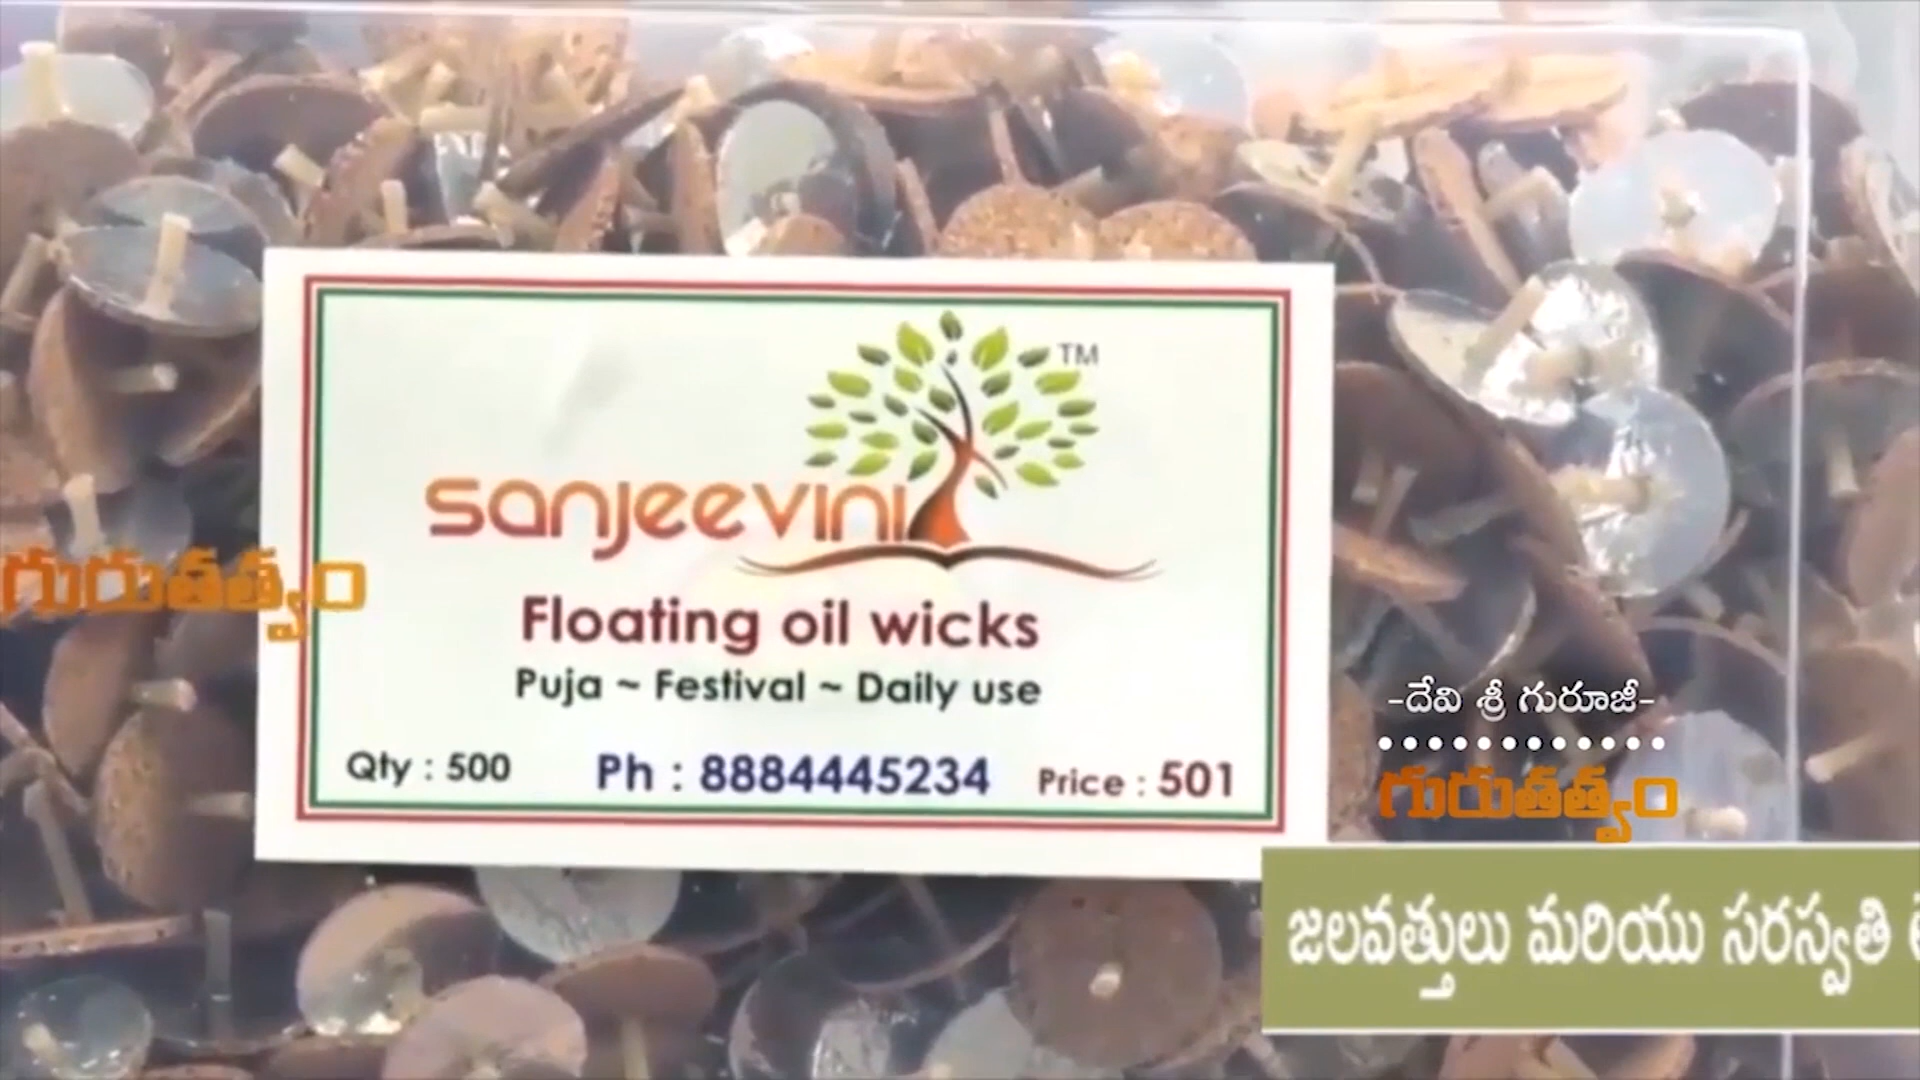 TM
sanjeevini
Floating oil wicks
Puja ~ Festival ~ Daily use
Qty : 500 Ph : 8884445234 Price : 501
గురుతత్వం
-దేవి శ్రీ గురూజీ-
గురుతత్వం
జలవత్తులు మరియు సరస్వతి